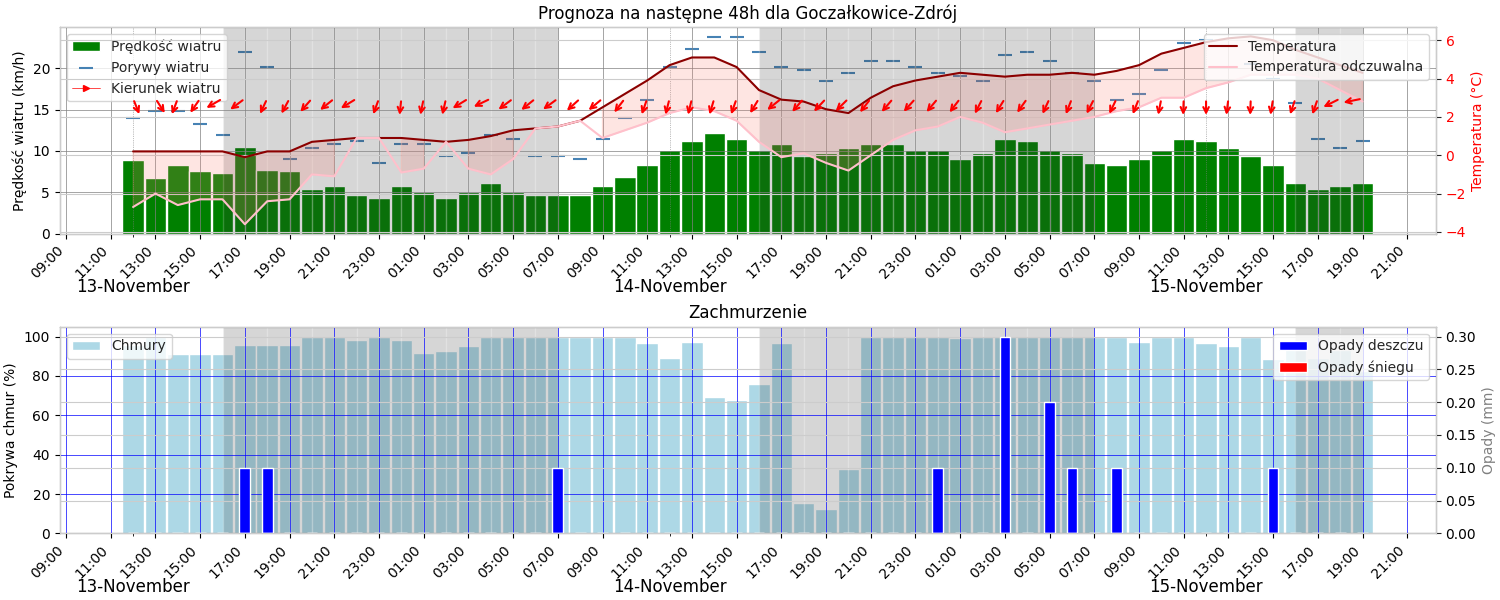 Prognoza na następne 48h dla Goczałkowice-Zdrój
Prędkość wiatru
Porywy wiatru
Kierunek wiatru
Temperatura
Temperatura odczuwalna
Prędkość wiatru (km/h)
20
15
10
5
0
Temperatura (°C)
6
4
2
0
−2
−4
09:00 11:00 13:00 15:00 17:00 19:00 21:00 23:00 01:00 03:00 05:00 07:00 09:00 11:00 13:00 15:00 17:00 19:00 21:00 23:00 01:00 03:00 05:00 07:00 09:00 11:00 13:00 15:00 17:00 19:00 21:00
13-November 14-November 15-November
Zachmurzenie
Chmury
Opady deszczu
Opady śniegu
Pokrywa chmur (%)
100
80
60
40
20
0
Opady (mm)
0.30
0.25
0.20
0.15
0.10
0.05
0.00
09:00 11:00 13:00 15:00 17:00 19:00 21:00 23:00 01:00 03:00 05:00 07:00 09:00 11:00 13:00 15:00 17:00 19:00 21:00 23:00 01:00 03:00 05:00 07:00 09:00 11:00 13:00 15:00 17:00 19:00 21:00
13-November 14-November 15-November